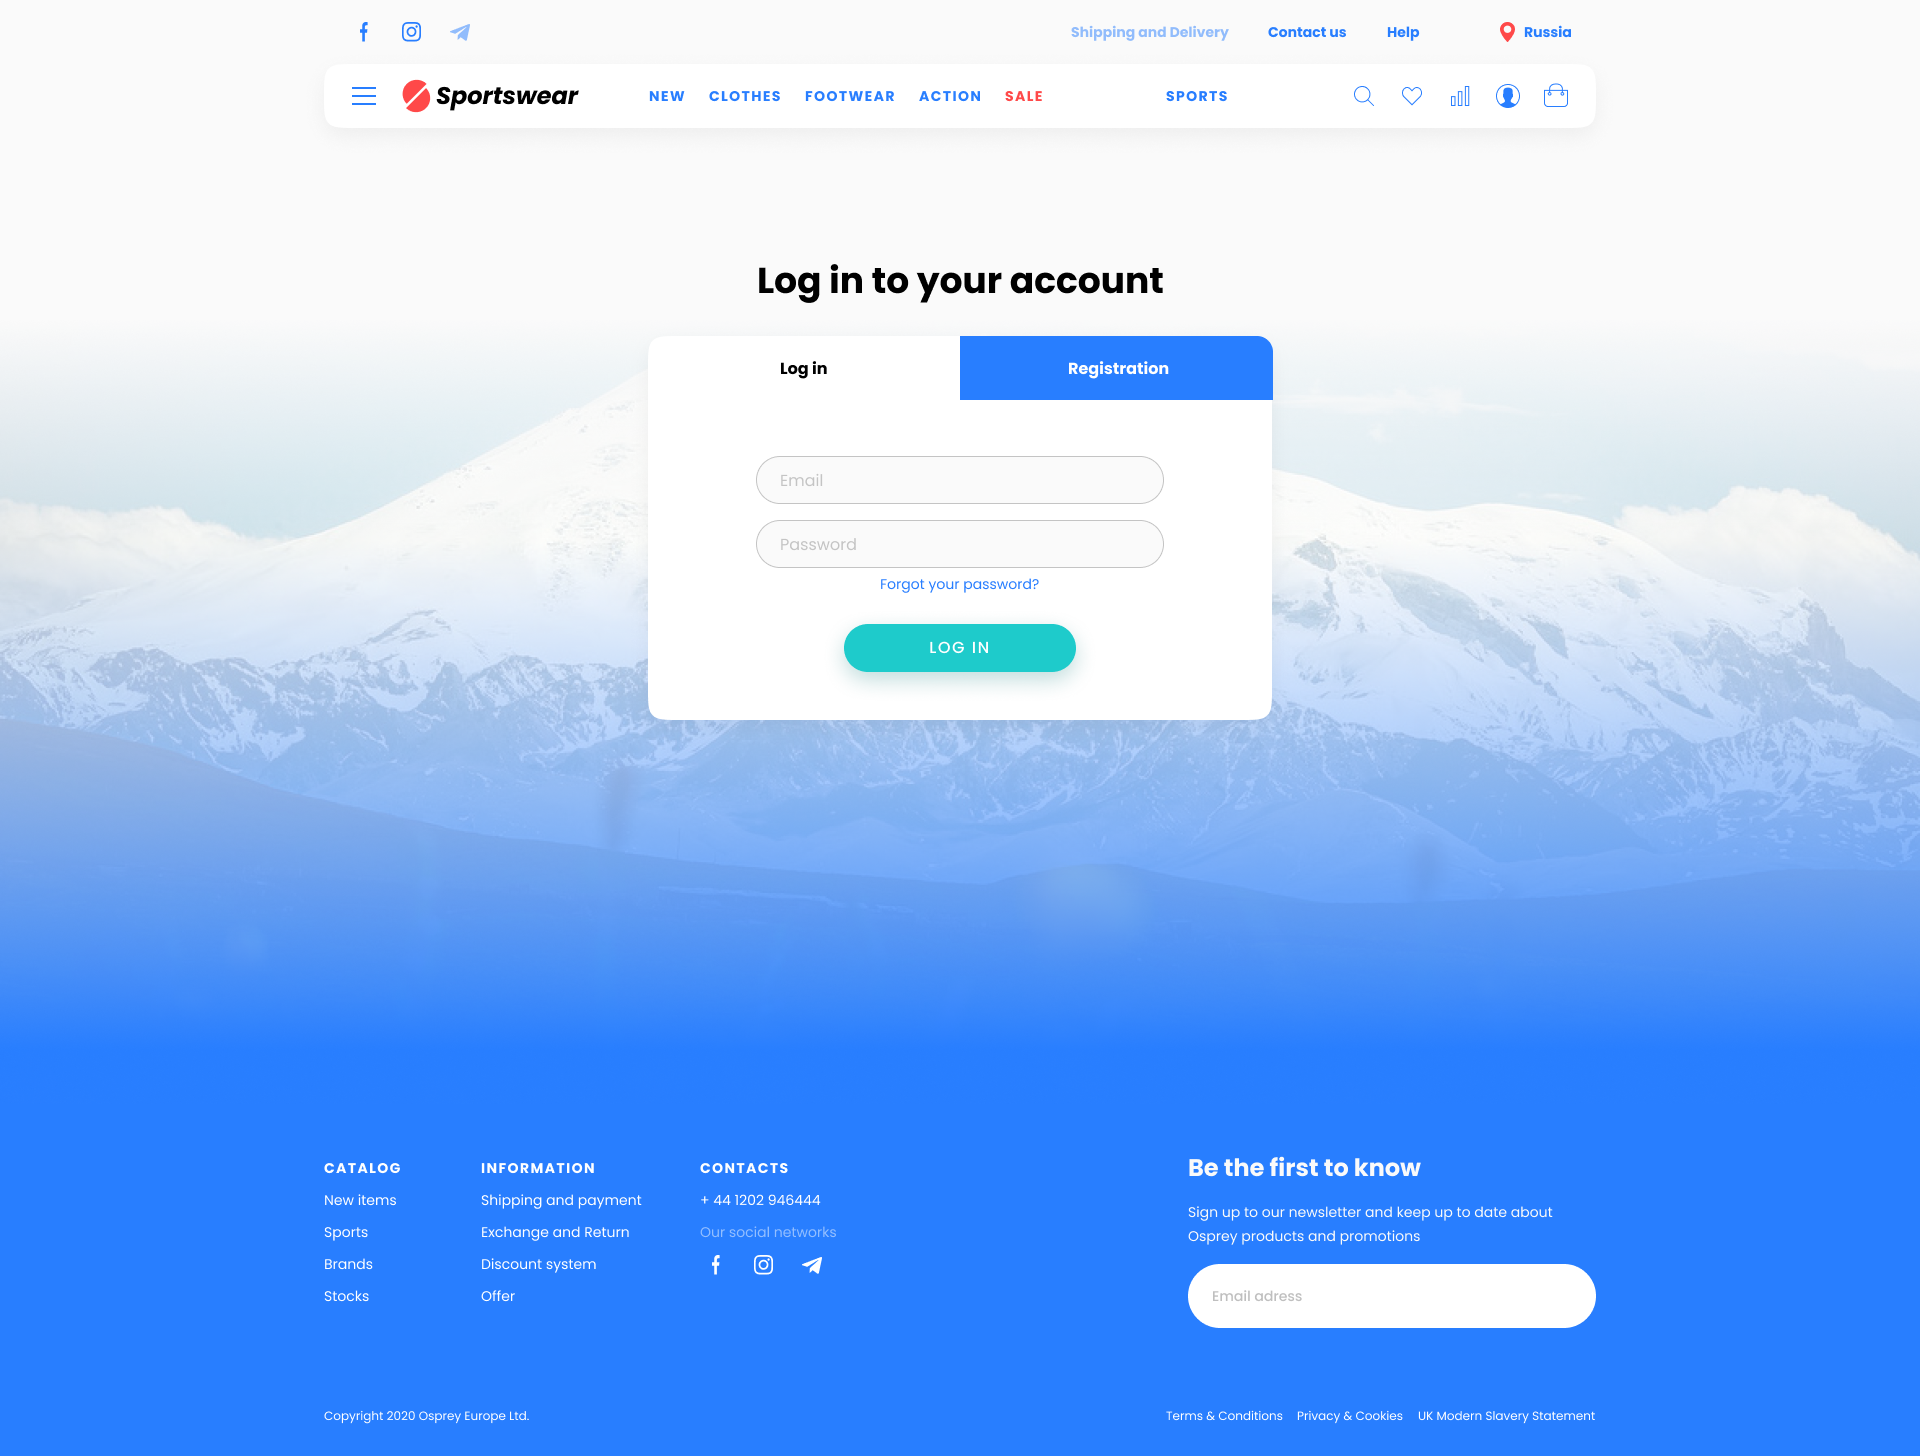 Shipping and Delivery
Contact us
Help
Russia
Sportswear
NEW
CLOTHES
FOOTWEAR
ACTION
SALE
SPORTS
Log in to your account
Log in
Registration
Email
Password
Forgot your password?
LOG IN
CATALOG
New items
Sports
Brands
Stocks
INFORMATION
Shipping and payment
Exchange and Return
Discount system
Offer
CONTACTS
+ 44 1202 946444
Our social networks
Be the first to know
Sign up to our newsletter and keep up to date about
Osprey products and promotions
Email adress
Copyright 2020 Osprey Europe Ltd.
Terms & Conditions
Privacy & Cookies
UK Modern Slavery Statement